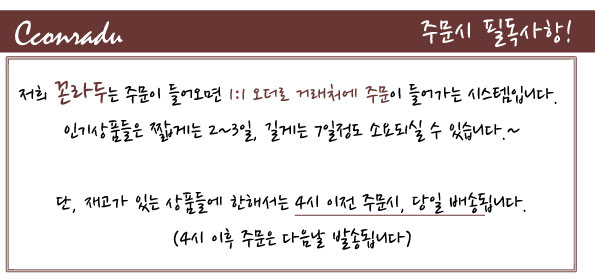 Cconradu
주문시 필독사항!
저희 꼰라두는 주문이 들어오면 1:1 오더로 거래처에 주문이 들어가는 시스템입니다.
인기상품들은 짧게는 2~3일, 길게는 7일정도 소요되실 수 있습니다.~
단, 재고가 있는 상품들에 한해서는 4시 이전 주문시, 당일 배송됩니다.
(4시 이후 주문은 다음날 발송됩니다)